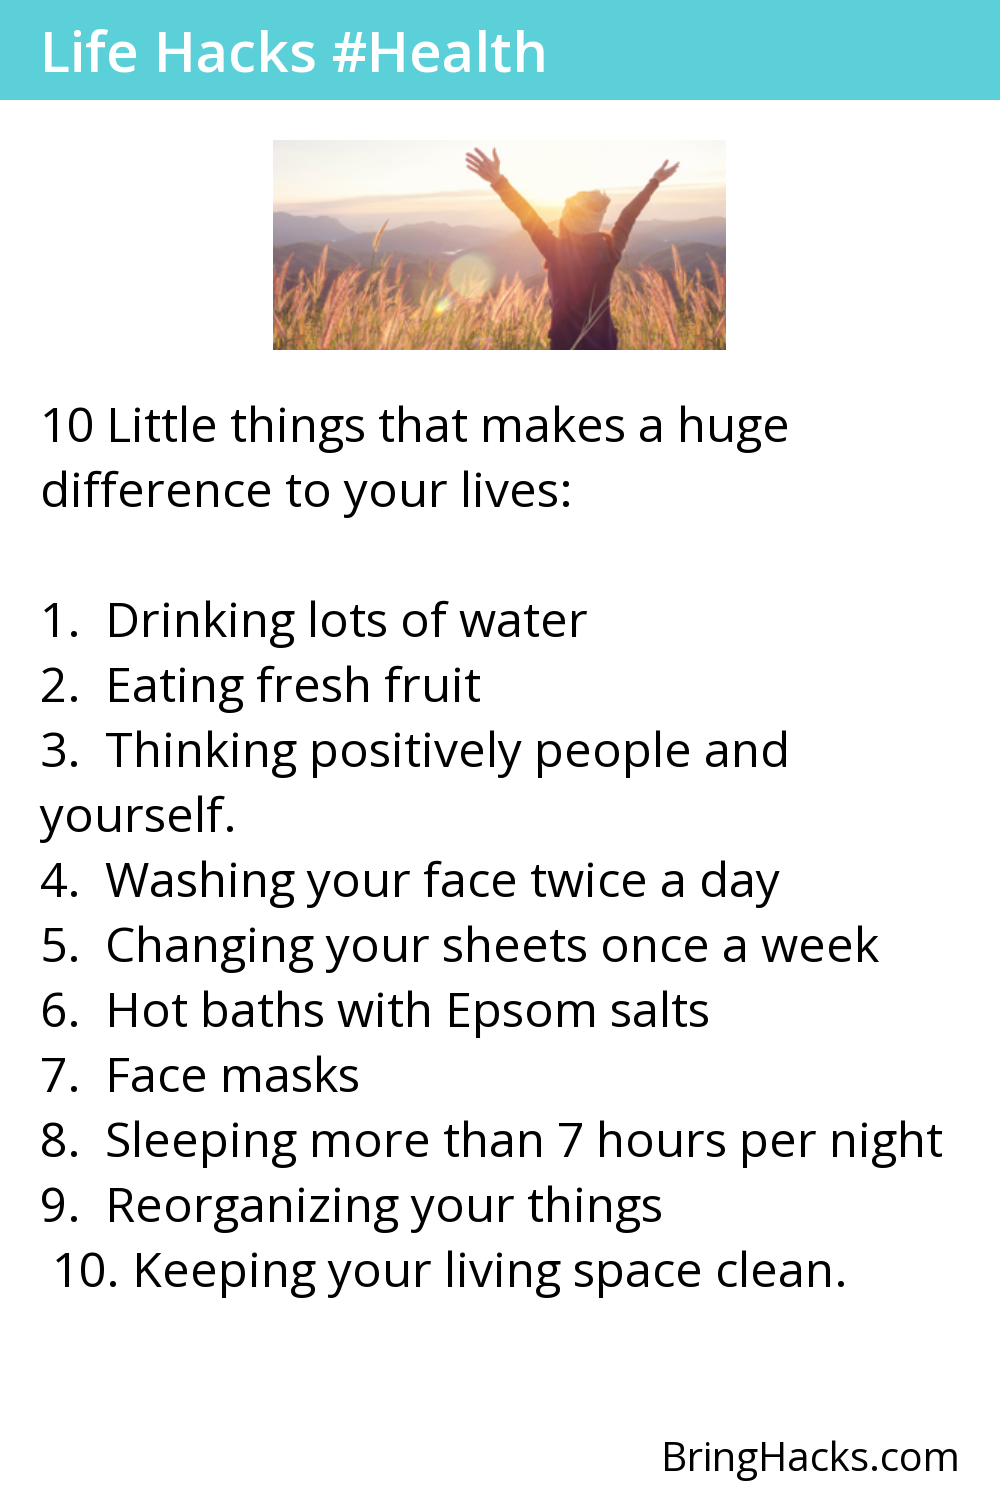 Life Hacks #Health
10 Little things that makes a huge
difference to your lives:
1. Drinking lots of water
2. Eating fresh fruit
3. Thinking positively people and
yourself.
4. Washing your face twice a day
5. Changing your sheets once a week
6. Hot baths with Epsom salts
7. Face masks
8. Sleeping more than 7 hours per night
9. Reorganizing your things
10. Keeping your living space clean.
BringHacks.com